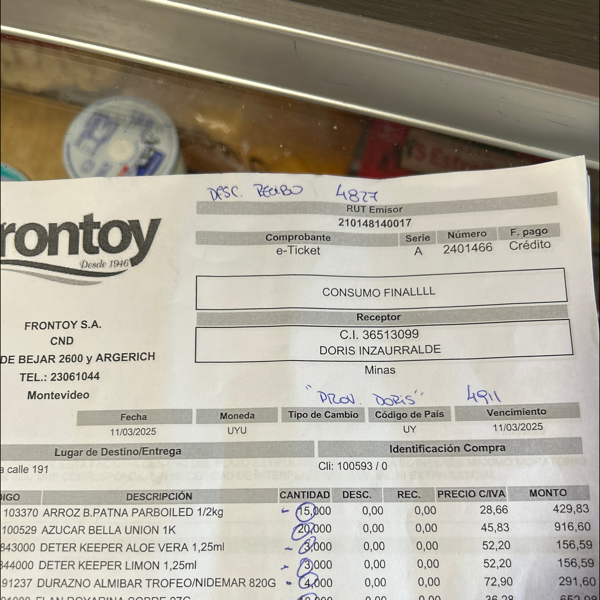 DESC. RECIBO 4827
RUT Emisor
210148140017
Comprobante Serie Número F. pago
e-Ticket A 2401466 Crédito
rontoy
Desde 1946
CONSUMO FINALLLL
Receptor
C.I. 36513099
DORIS INZAURRALDE
Minas
FRONTOY S.A.
CND
DE BEJAR 2600 y ARGERICH
TEL.: 23061044
Montevideo
"PROV. DORIS" 4911
Fecha Moneda Tipo de Cambio Código de País Vencimiento
11/03/2025 UYU UY 11/03/2025
Lugar de Destino/Entrega Identificación Compra
a calle 191 Cli: 100593 / 0
DIGO DESCRIPCIÓN CANTIDAD DESC. REC. PRECIO C/IVA MONTO
103370 ARROZ B.PATNA PARBOILED 1/2kg 15,000 0,00 0,00 28,66 429,83
100529 AZUCAR BELLA UNION 1K 20,000 0,00 0,00 45,83 916,60
843000 DETER KEEPER ALOE VERA 1,25ml 3,000 0,00 0,00 52,20 156,59
844000 DETER KEEPER LIMON 1,25ml 3,000 0,00 0,00 52,20 156,59
91237 DURAZNO ALMIBAR TROFEO/NIDEMAR 820G 4,000 0,00 0,00 72,90 291,60